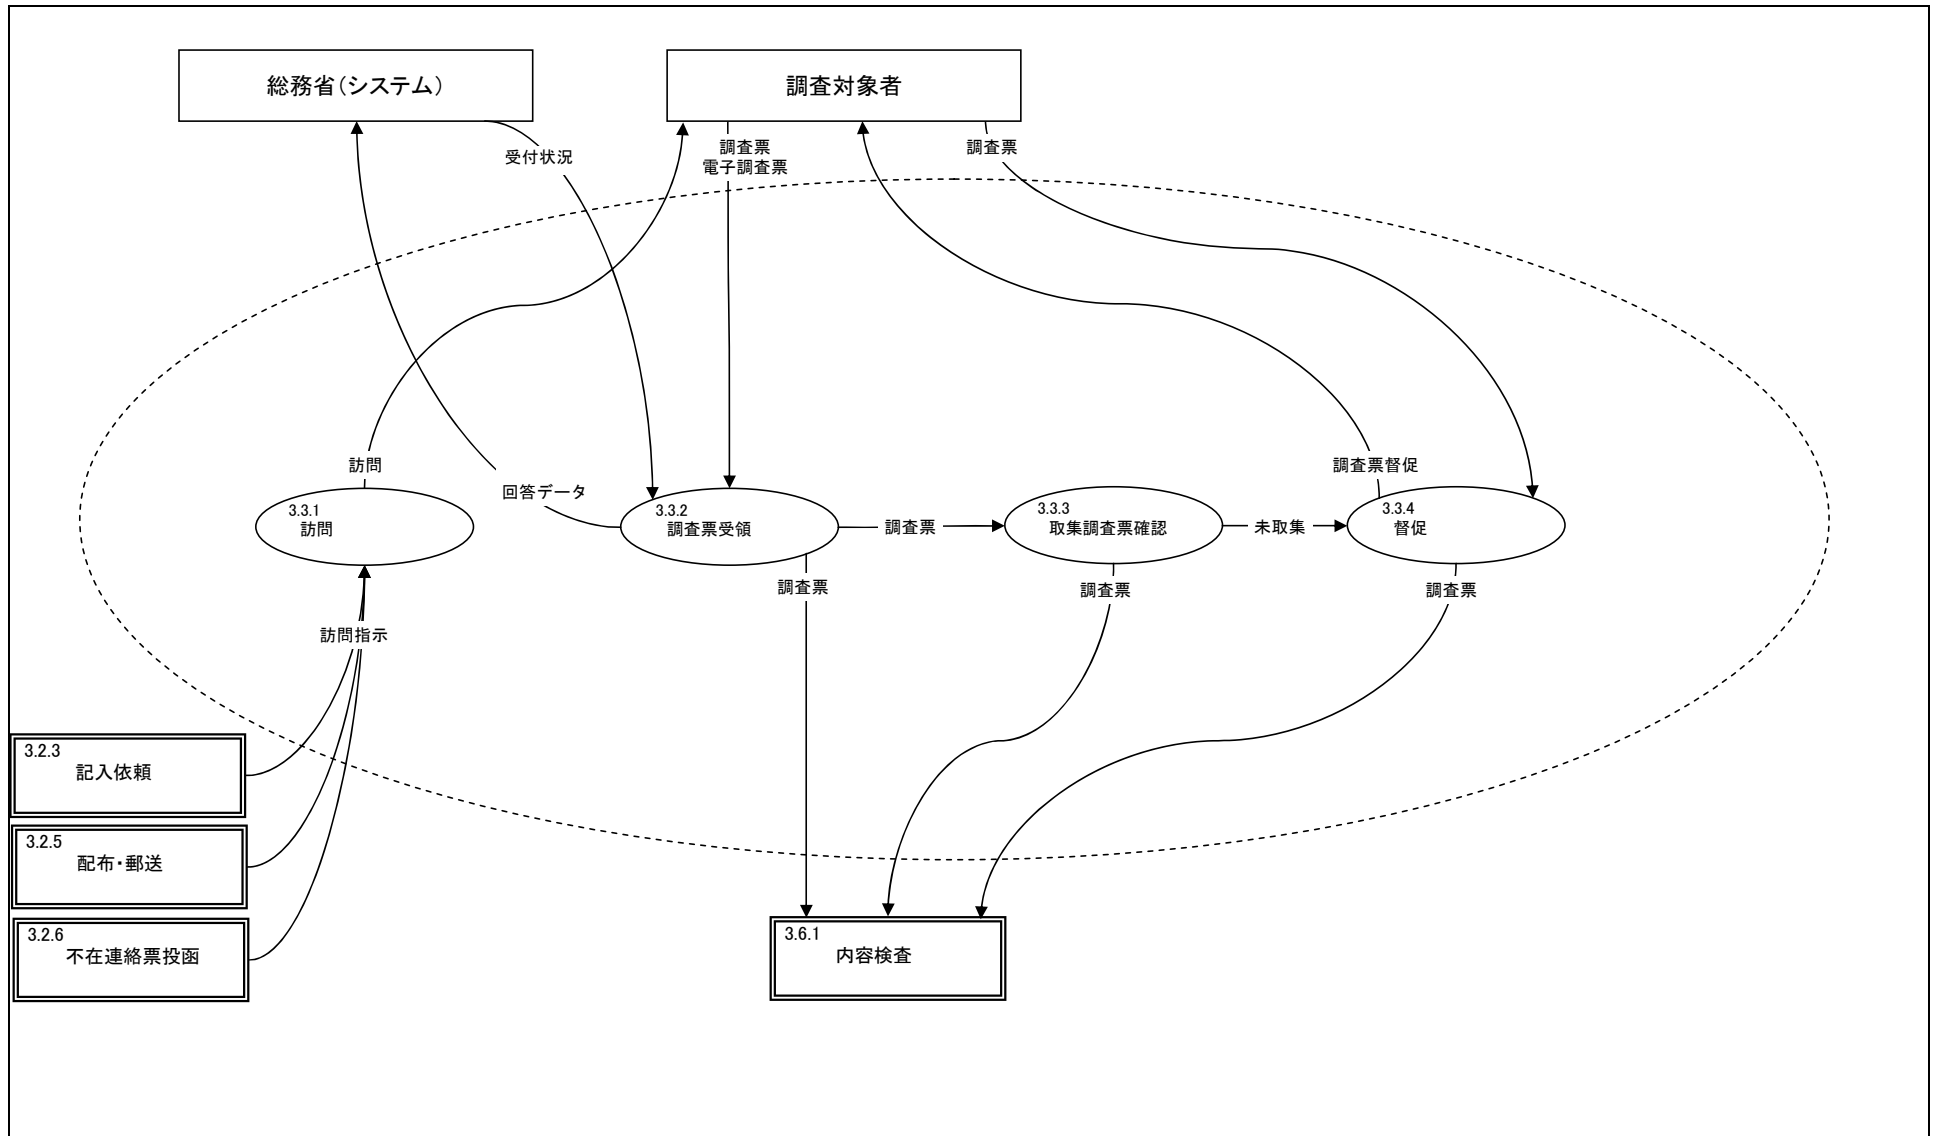 総務省(システム)
調査対象者
受付状況
調査票
電子調査票
調査票
訪問
回答データ
調査票督促
3.3.1
訪問
3.3.2
調査票受領
調査票
3.3.3
取集調査票確認
未取集
3.3.4
督促
調査票
調査票
調査票
訪問指示
3.2.3
記入依頼
3.2.5
配布・郵送
3.2.6
不在連絡票投函
3.6.1
内容検査